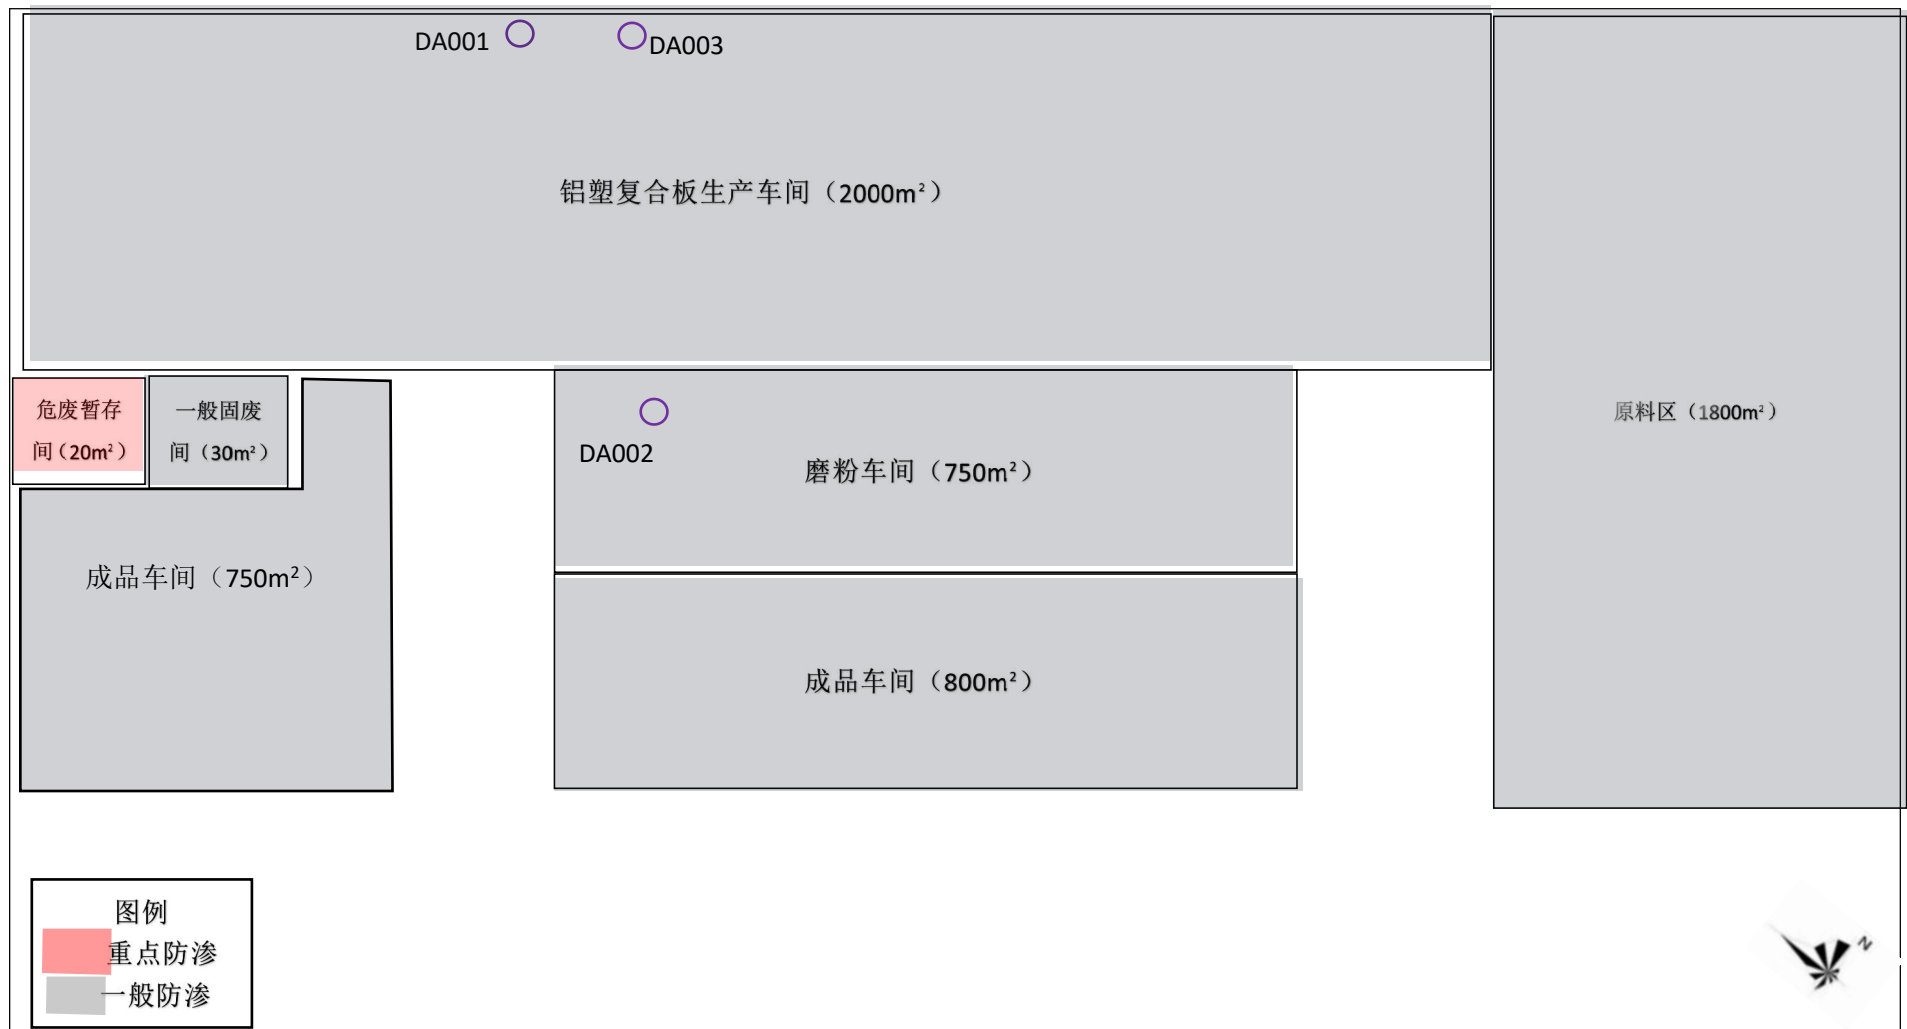 DA001
DA003
铝塑复合板生产车间（2000m²）
危废暂存
间（20m²）
一般固废
间（30m²）
DA002
磨粉车间（750m²）
原料区（1800m²）
成品车间（750m²）
成品车间（800m²）
图例
重点防渗
一般防渗
N